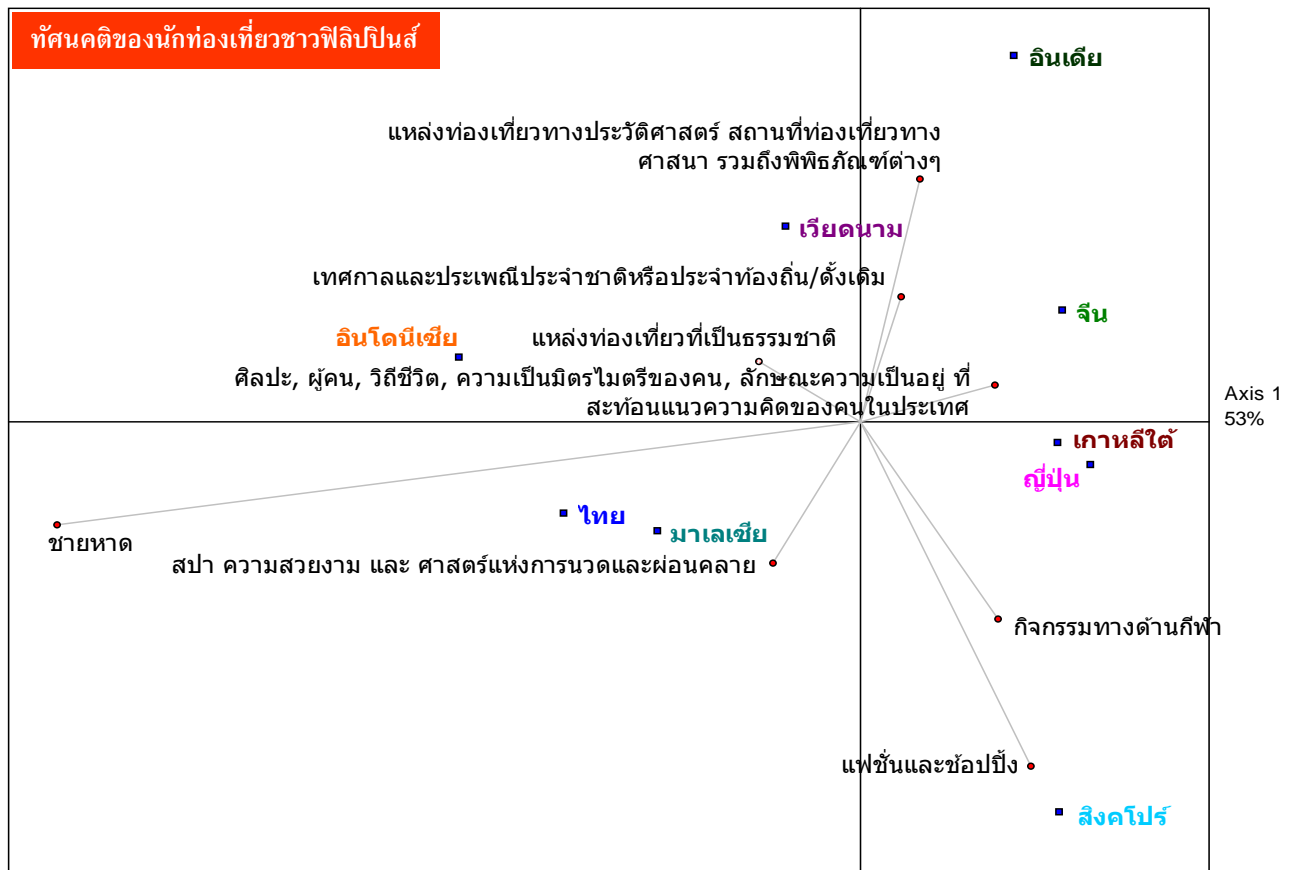 ทัศนคติของนักท่องเที่ยวชาวฟิลิปปินส์
อินเดีย
แหล่งท่องเที่ยวทางประวัติศาสตร์ สถานที่ท่องเที่ยวทาง
ศาสนา รวมถึงพิพิธภัณฑ์ต่างๆ
เวียดนาม
เทศกาลและประเพณีประจำชาติหรือประจำท้องถิ่น/ดั้งเดิม
จีน
อินโดนีเซีย
แหล่งท่องเที่ยวที่เป็นธรรมชาติ
ศิลปะ, ผู้คน, วิถีชีวิต, ความเป็นมิตรไมตรีของคน, ลักษณะความเป็นอยู่ ที่
สะท้อนแนวความคิดของคนในประเทศ
Axis 1
53%
เกาหลีใต้
ญี่ปุ่น
ไทย
มาเลเซีย
ชายหาด
สปา ความสวยงาม และ ศาสตร์แห่งการนวดและผ่อนคลาย
กิจกรรมทางด้านกีฬา
แฟชั่นและช้อปปิ้ง
สิงคโปร์